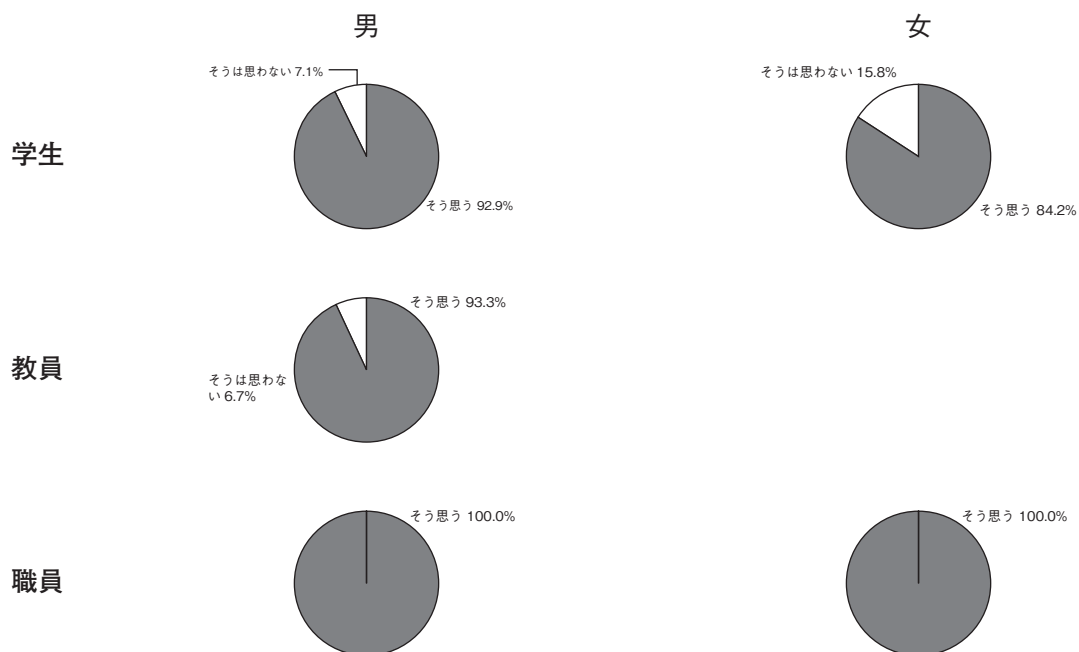 男
女
学生
そうは思わない 7.1%
そう思う 92.9%
そうは思わない 15.8%
そう思う 84.2%
教員
そう思う 93.3%
そうは思わな
い 6.7%
職員
そう思う 100.0%
そう思う 100.0%